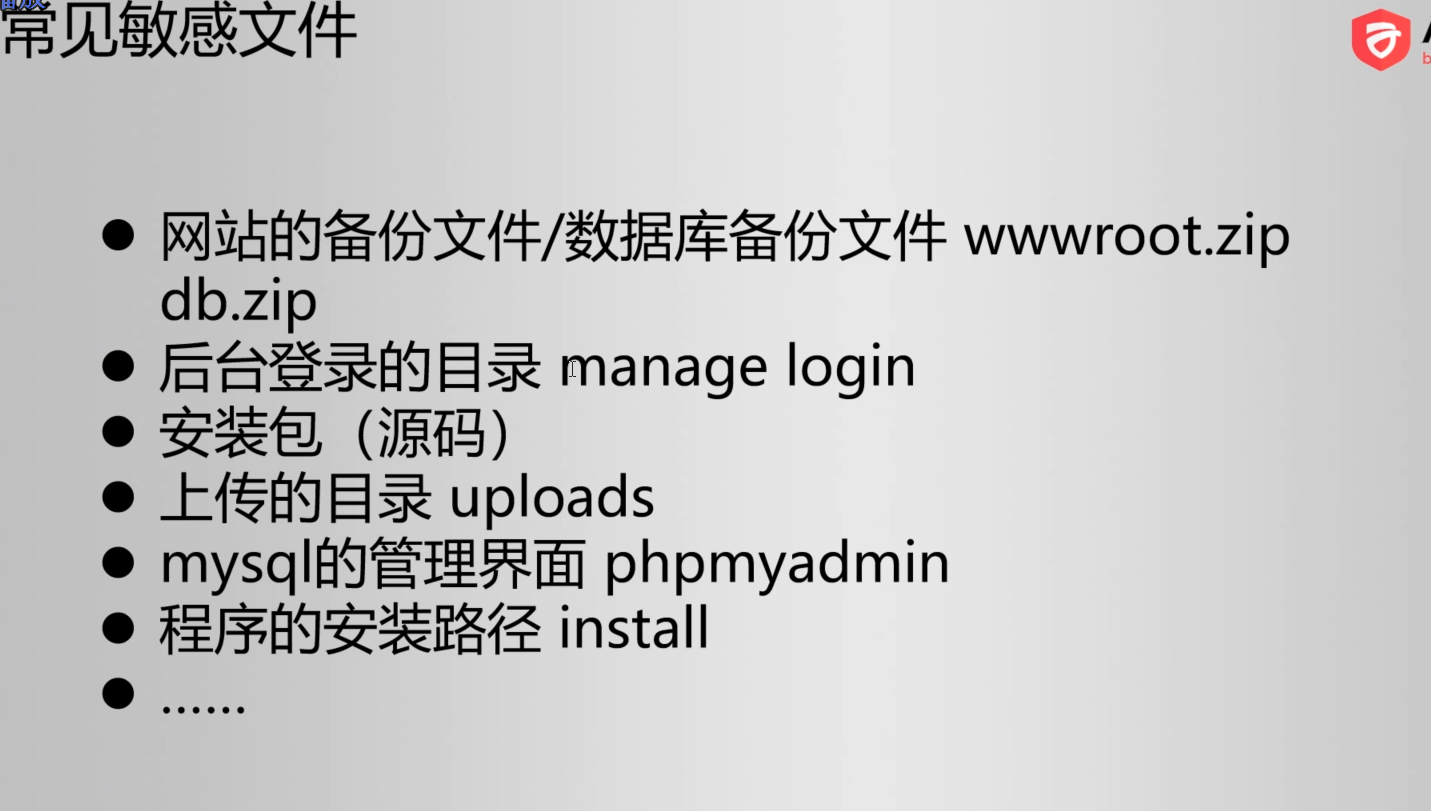 常见敏感文件
网站的备份文件/数据库备份文件 wwwroot.zip
db.zip
后台登录的目录 manage login
安装包（源码）
上传的目录 uploads
mysql的管理界面 phpmyadmin
程序的安装路径 install
……